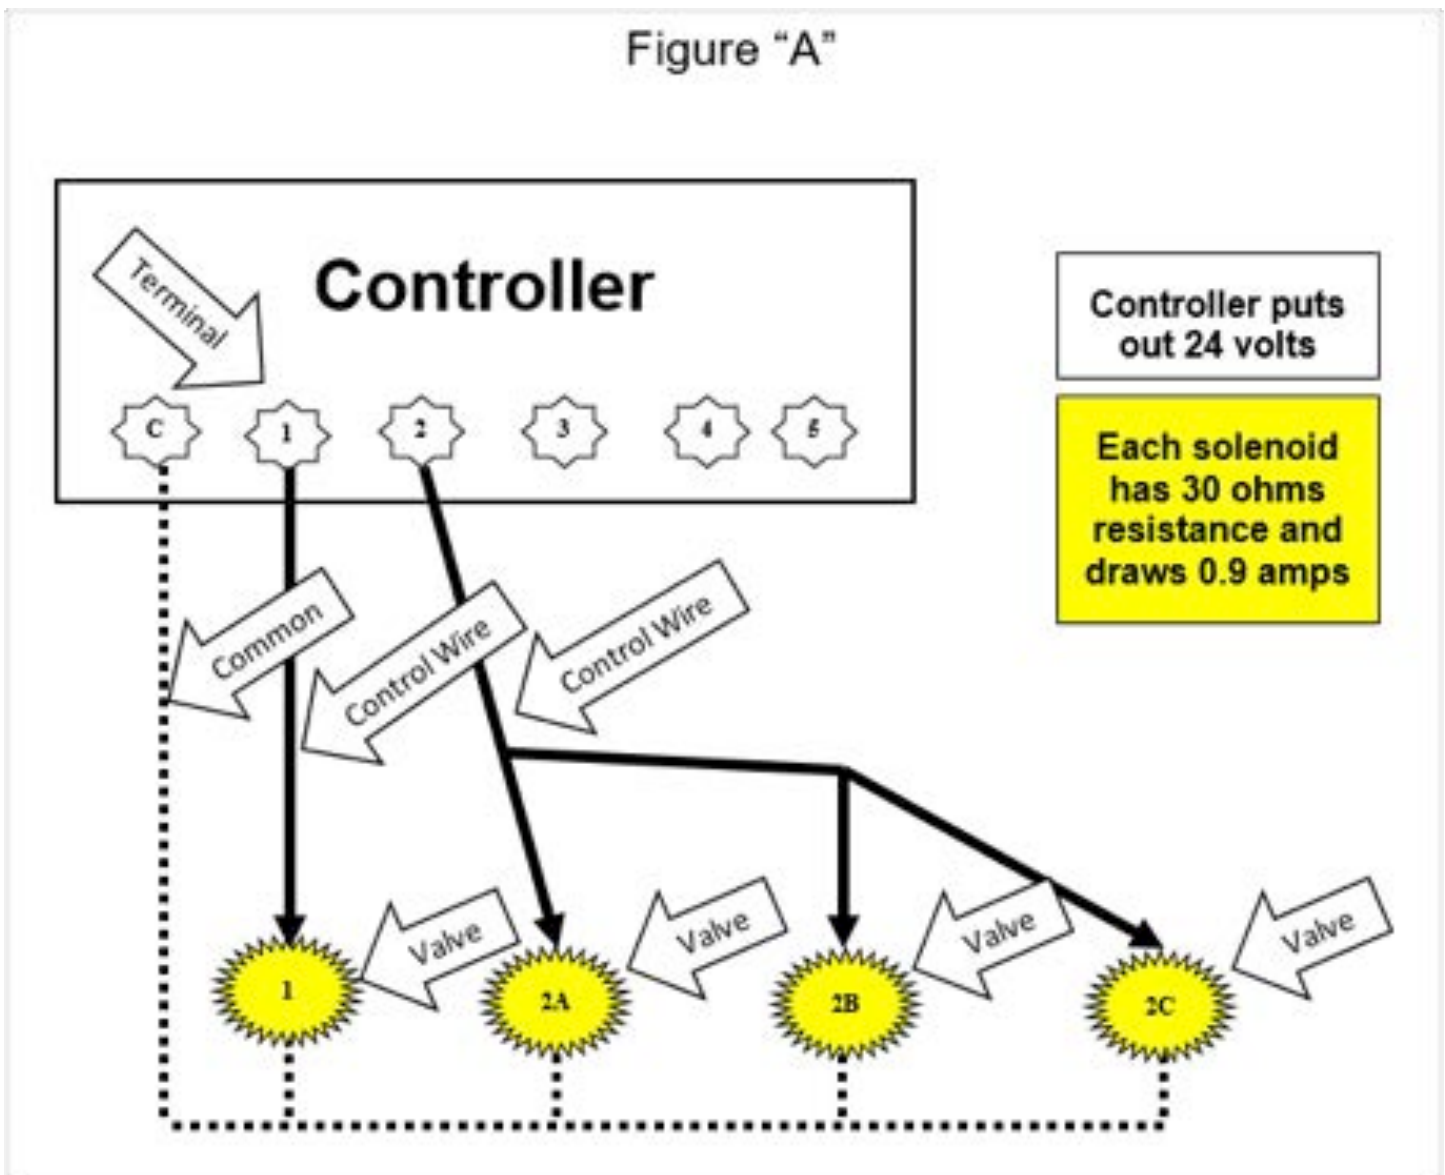 Figure “A”
Controller
Terminal
C
1
2
3
4
5
Controller puts
out 24 volts
Each solenoid
has 30 ohms
resistance and
draws 0.9 amps
Common
Control Wire
Control Wire
Valve
Valve
Valve
Valve
1
2A
2B
2C